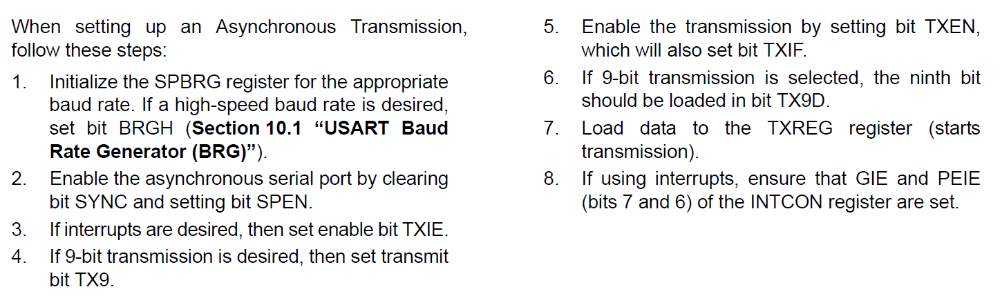 When setting up an Asynchronous Transmission,
follow these steps:
1. Initialize the SPBRG register for the appropriate
baud rate. If a high-speed baud rate is desired,
set bit BRGH (Section 10.1 “USART Baud
Rate Generator (BRG)”).
2. Enable the asynchronous serial port by clearing
bit SYNC and setting bit SPEN.
3. If interrupts are desired, then set enable bit TXIE.
4. If 9-bit transmission is desired, then set transmit
bit TX9.
5. Enable the transmission by setting bit TXEN,
which will also set bit TXIF.
6. If 9-bit transmission is selected, the ninth bit
should be loaded in bit TX9D.
7. Load data to the TXREG register (starts
transmission).
8. If using interrupts, ensure that GIE and PEIE
(bits 7 and 6) of the INTCON register are set.